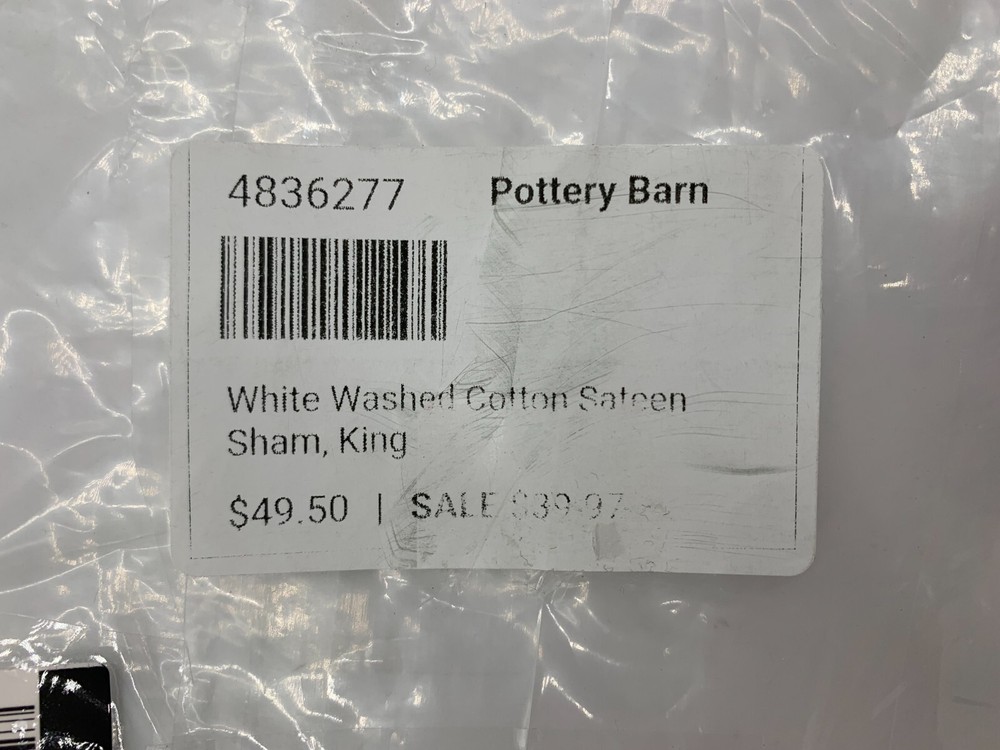 4836277 Pottery Barn
White Washed Cotton Sateen
Sham, King
$49.50 | SALE $39.97